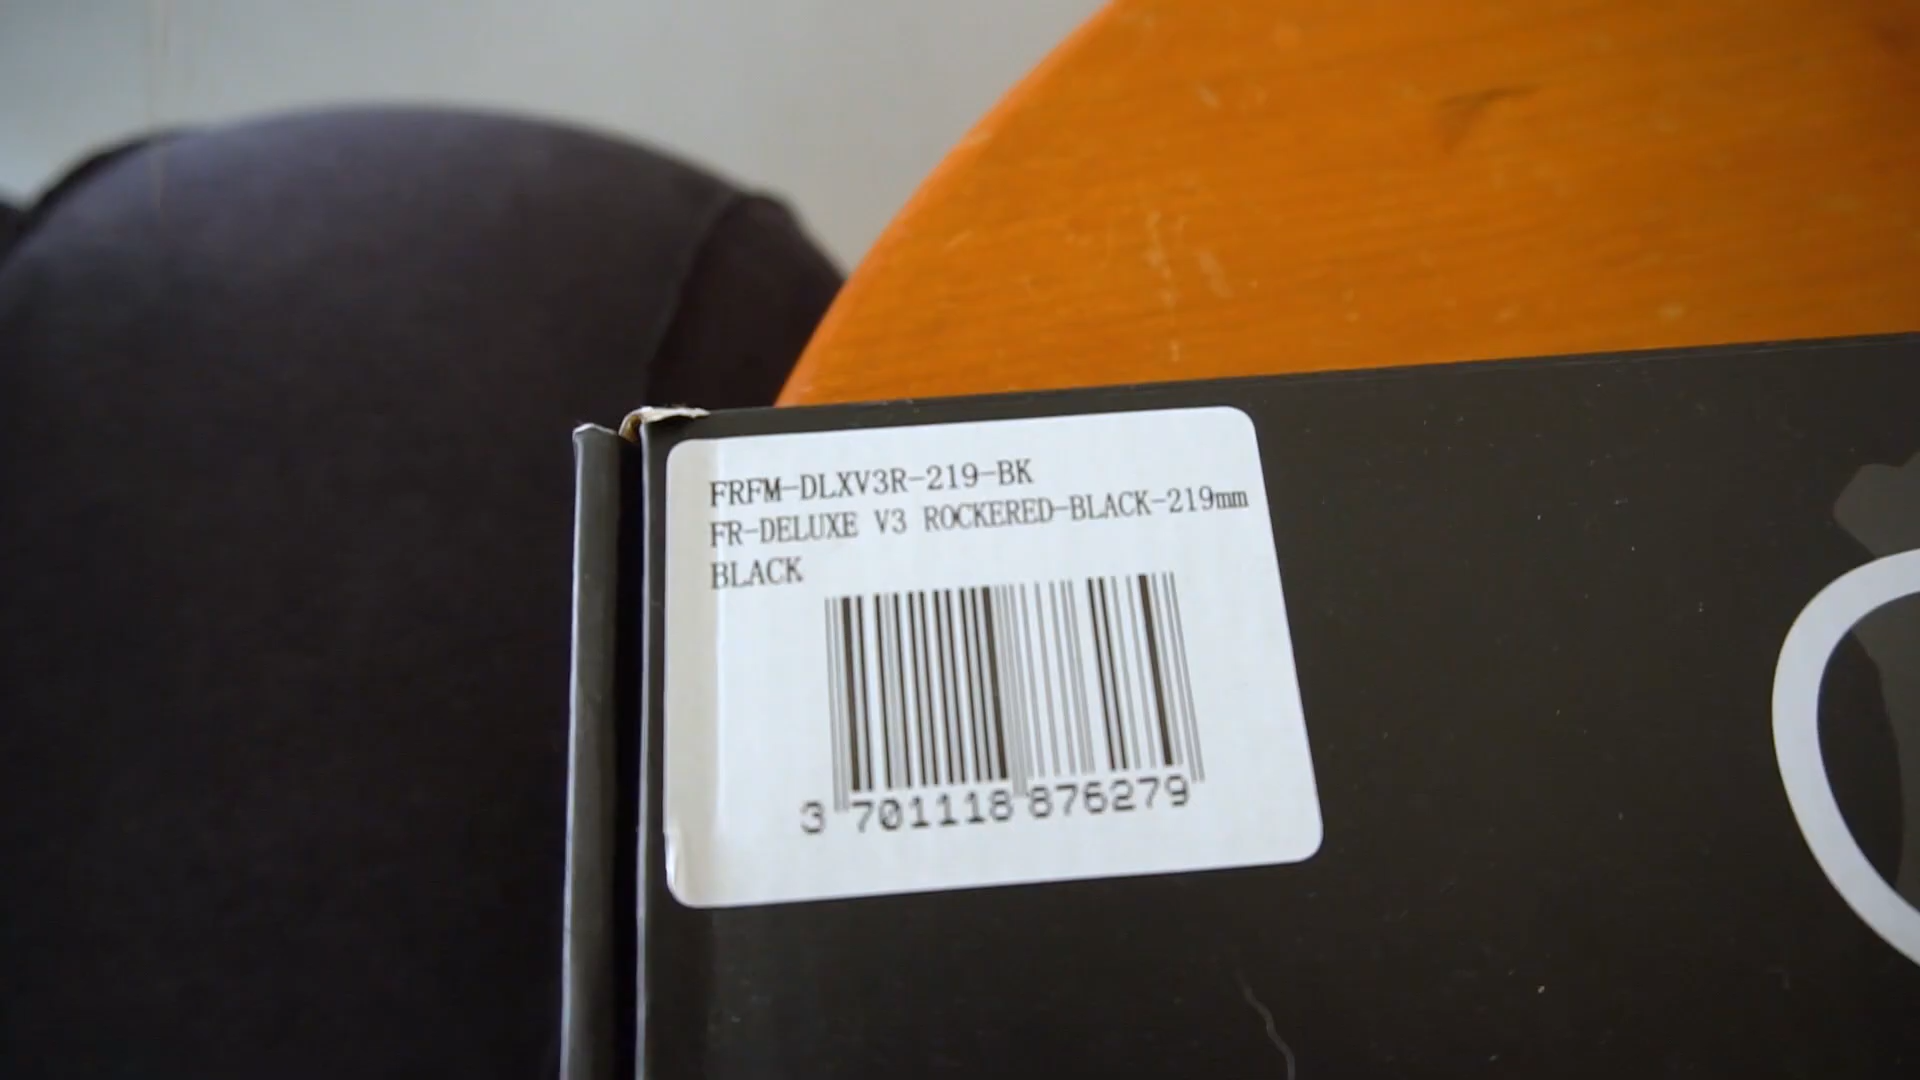 FRFM-DLXV3R-219-BK
FR-DELUXE V3 ROCKERED-BLACK-219mm
BLACK
3 701118 876279